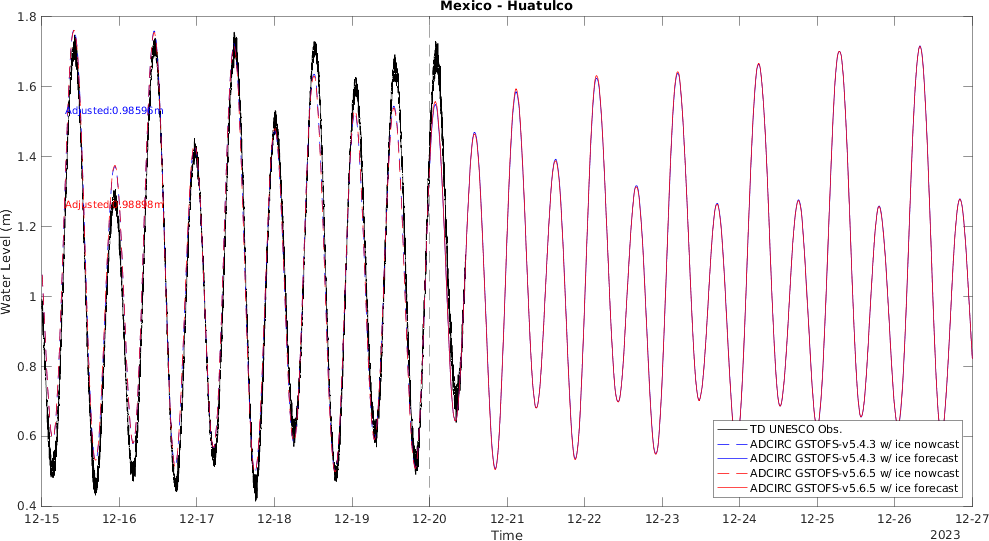 Mexico - Huatulco
1.8
1.6
1.4
1.2
1
0.8
0.6
0.4
Water Level (m)
Adjusted:0.98596m
Adjusted:0.98898m
TD UNESCO Obs.
ADCIRC GSTOFS-v5.4.3 w/ ice nowcast
ADCIRC GSTOFS-v5.4.3 w/ ice forecast
ADCIRC GSTOFS-v5.6.5 w/ ice nowcast
ADCIRC GSTOFS-v5.6.5 w/ ice forecast
12-15 12-16 12-17 12-18 12-19 12-20 12-21 12-22 12-23 12-24 12-25 12-26 12-27
Time
2023